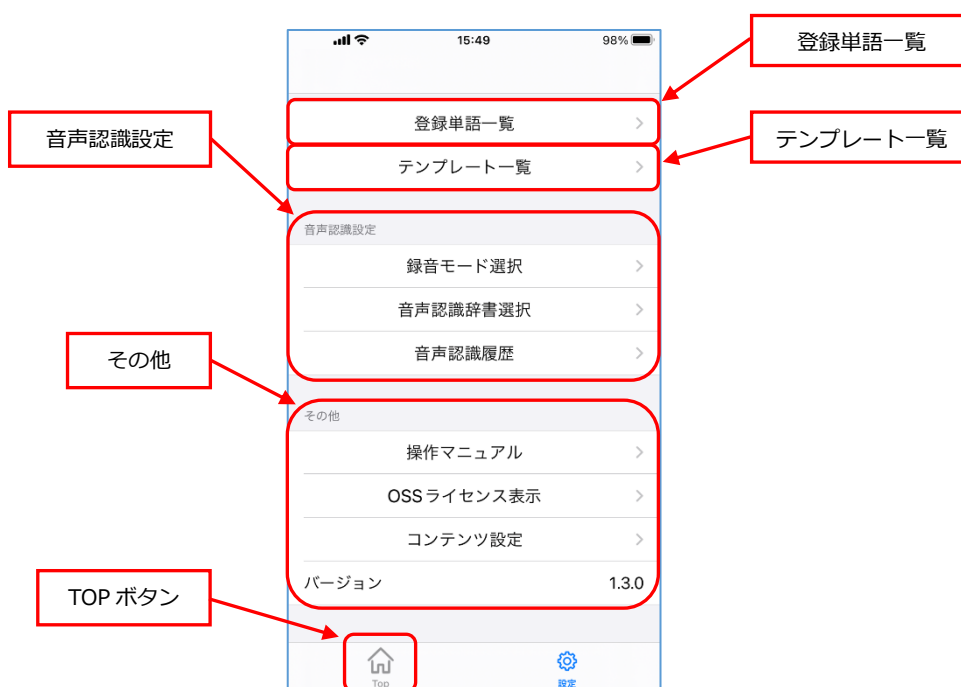 15:49
98%
登録単語一覧
登録単語一覧
音声認識設定
テンプレート一覧
テンプレート一覧
音声認識設定
録音モード選択
音声認識辞書選択
音声認識履歴
その他
その他
操作マニュアル
OSSライセンス表示
コンテンツ設定
バージョン 1.3.0
TOP ボタン
Top
設定